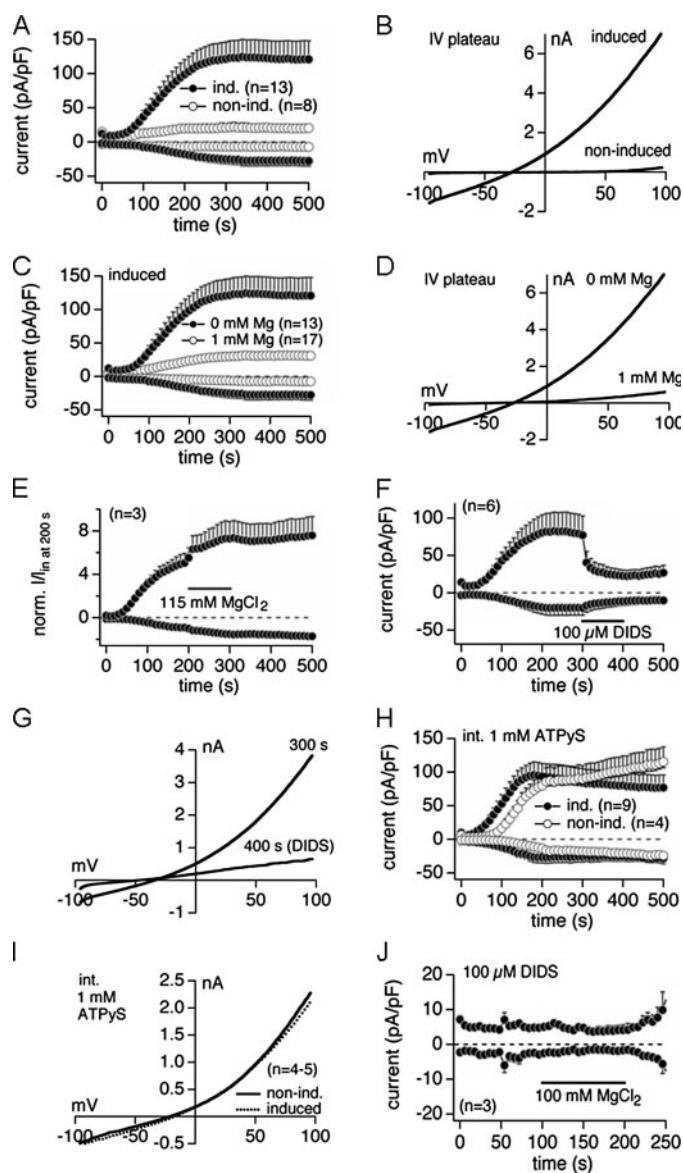 A
current (pA/pF)
150
100
50
0
-50
ind. (n=13)
non-ind. (n=8)
0 100 200 300 400 500
time (s)
B
IV plateau
nA
induced
6
4
2
mV
non-induced
-100 -50 50 100
-2
C
current (pA/pF)
150
100
50
0
-50
induced
0 mM Mg (n=13)
1 mM Mg (n=17)
0 100 200 300 400 500
time (s)
D
IV plateau
nA
0 mM Mg
6
4
2
mV
1 mM Mg
-100 -50 50 100
-2
E
norm. I/Iin at 200 s
(n=3)
8
4
0
115 mM MgCl2
0 100 200 300 400 500
time (s)
F
current (pA/pF)
(n=6)
100
50
0
-50
100 µM DIDS
0 100 200 300 400 500
time (s)
G
nA
4
3
2
1
300 s
400 s (DIDS)
mV
-100 -50 50 100
-1
H
current (pA/pF)
int. 1 mM ATPγS
150
100
50
0
-50
ind. (n=9)
non-ind. (n=4)
0 100 200 300 400 500
time (s)
I
int.
1 mM
ATPγS
nA
2.5
2.0
1.5
1.0
0.5
(n=4-5)
non-ind.
induced
mV
-100 -50 50 100
-0.5
J
current (pA/pF)
100 µM DIDS
20
10
0
-10
-20
100 mM MgCl2
(n=3)
0 50 100 150 200 250
time (s)